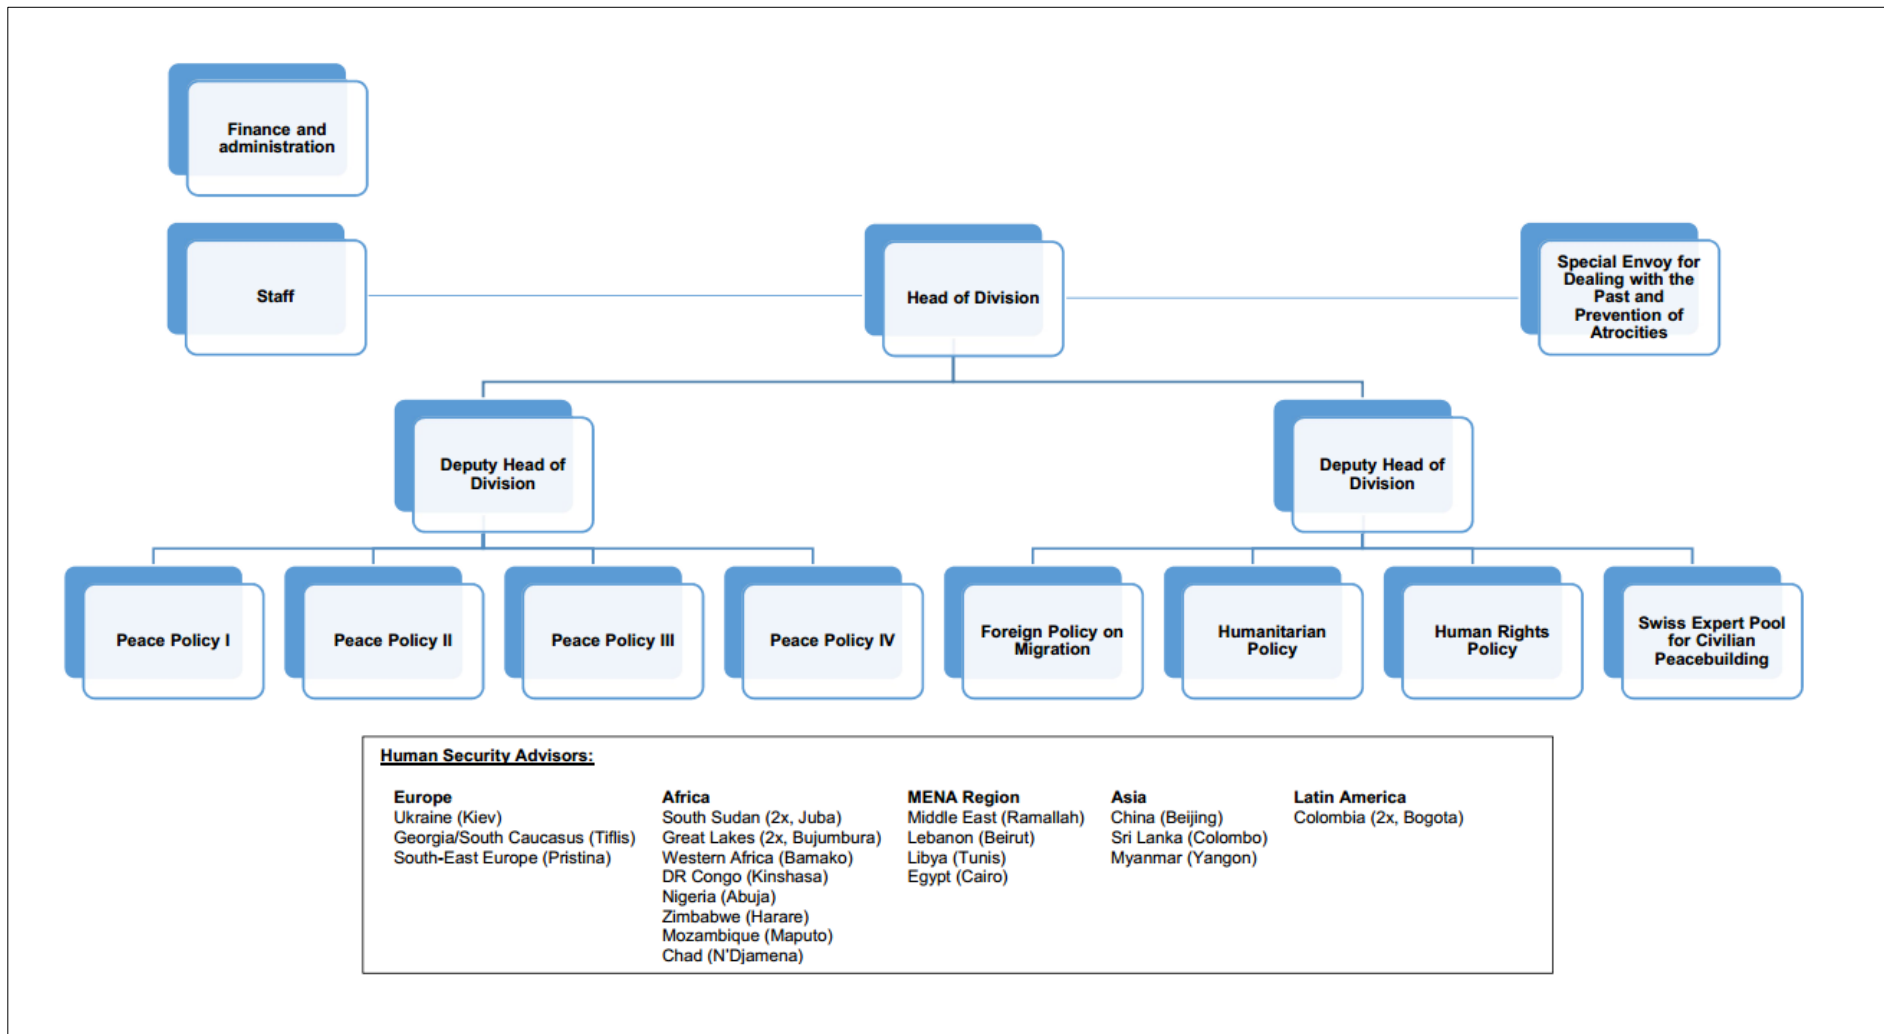 Finance and
administration
Staff
Head of Division
Special Envoy for
Dealing with the
Past and
Prevention of
Atrocities
Deputy Head of
Division
Deputy Head of
Division
Peace Policy I
Peace Policy II
Peace Policy III
Peace Policy IV
Foreign Policy on
Migration
Humanitarian
Policy
Human Rights
Policy
Swiss Expert Pool
for Civilian
Peacebuilding
Human Security Advisors:
Europe
Ukraine (Kiev)
Georgia/South Caucasus (Tiflis)
South-East Europe (Pristina)
Africa
South Sudan (2x, Juba)
Great Lakes (2x, Bujumbura)
Western Africa (Bamako)
DR Congo (Kinshasa)
Nigeria (Abuja)
Zimbabwe (Harare)
Mozambique (Maputo)
Chad (N'Djamena)
MENA Region
Middle East (Ramallah)
Lebanon (Beirut)
Libya (Tunis)
Egypt (Cairo)
Asia
China (Beijing)
Sri Lanka (Colombo)
Myanmar (Yangon)
Latin America
Colombia (2x, Bogota)